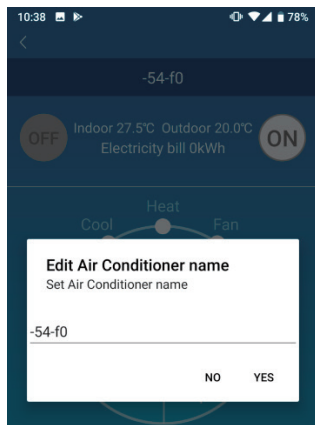 10:38 78%
-54-f0
OFF Indoor 27.5℃ Outdoor 20.0℃ ON
Electricity bill 0kWh
Heat
Cool Fan
Edit Air Conditioner name
Set Air Conditioner name
-54-f0
NO YES